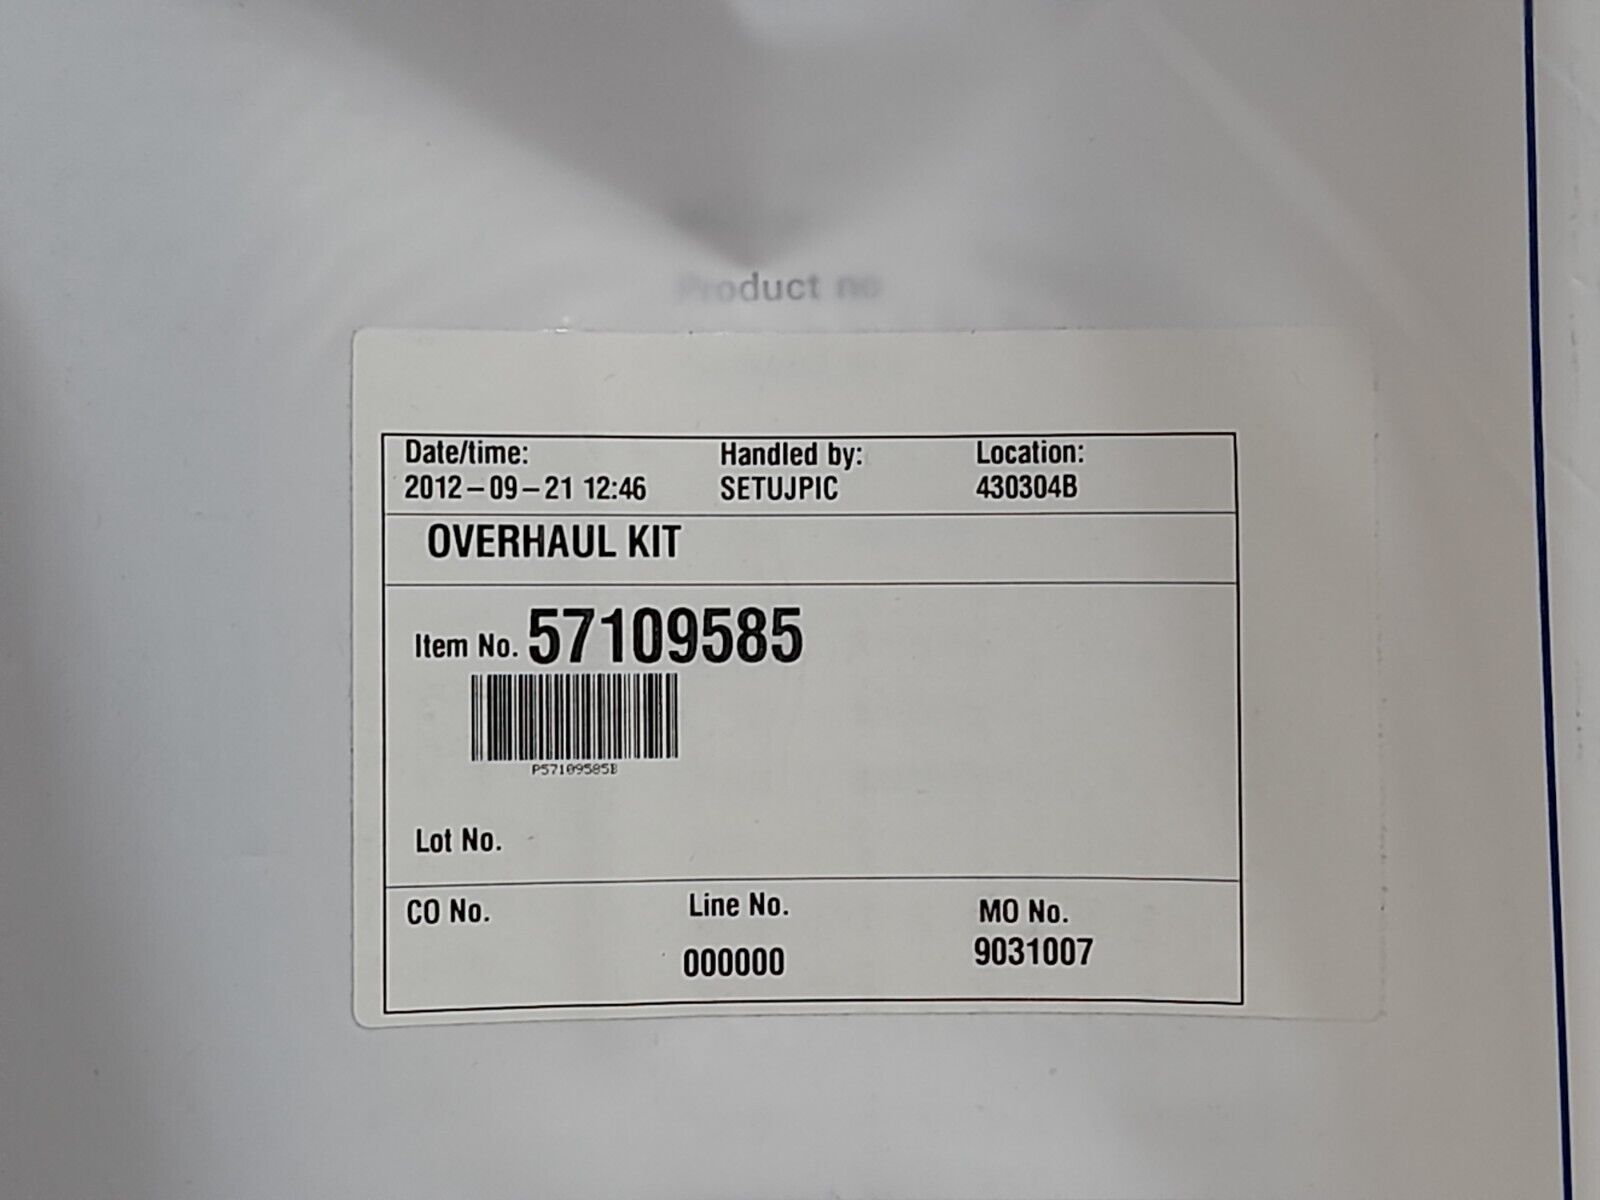 Product no
Date/time: Handled by: Location:
2012-09-21 12:46 SETUJPIC 430304B
OVERHAUL KIT
Item No. 57109585
P57109585B
Lot No.
CO No. Line No. MO No.
000000 9031007